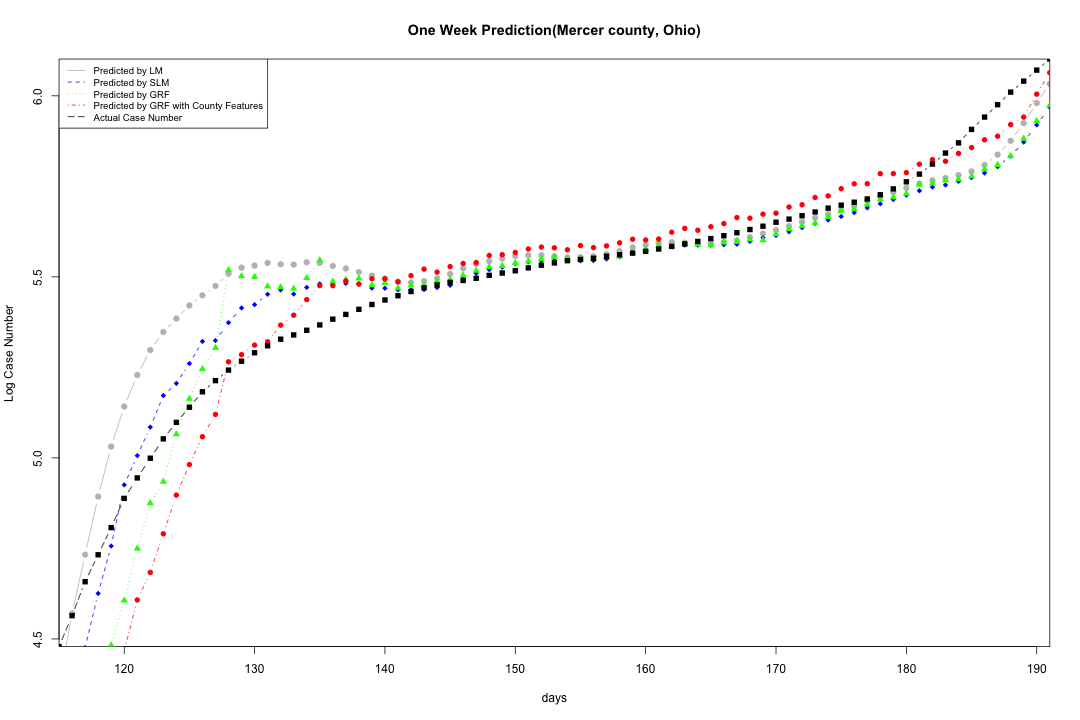 One Week Prediction(Mercer county, Ohio)
Predicted by LM
Predicted by SLM
Predicted by GRF
Predicted by GRF with County Features
Actual Case Number
6.0
5.5
5.0
4.5
Log Case Number
120 130 140 150 160 170 180 190
days